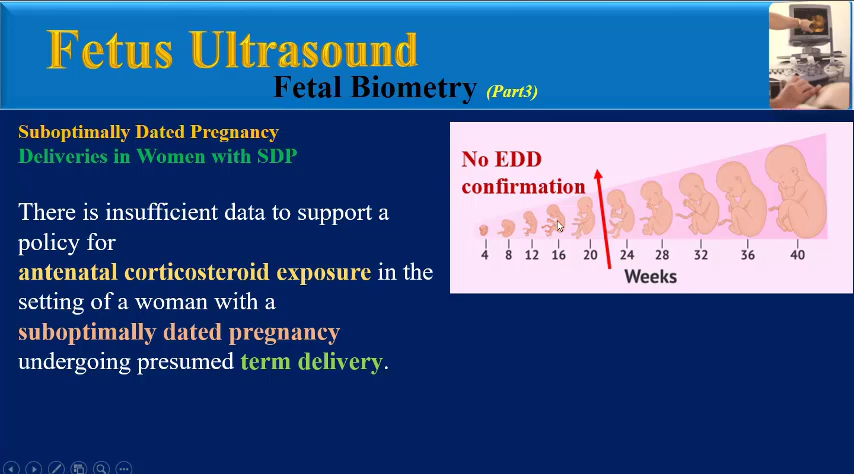 Fetus Ultrasound
Fetal Biometry (Part3)
Suboptimally Dated Pregnancy
Deliveries in Women with SDP
There is insufficient data to support a
policy for
antenatal corticosteroid exposure in the
setting of a woman with a
suboptimally dated pregnancy
undergoing presumed term delivery.
No EDD
confirmation
4 8 12 16 20 24 28 32 36 40
Weeks